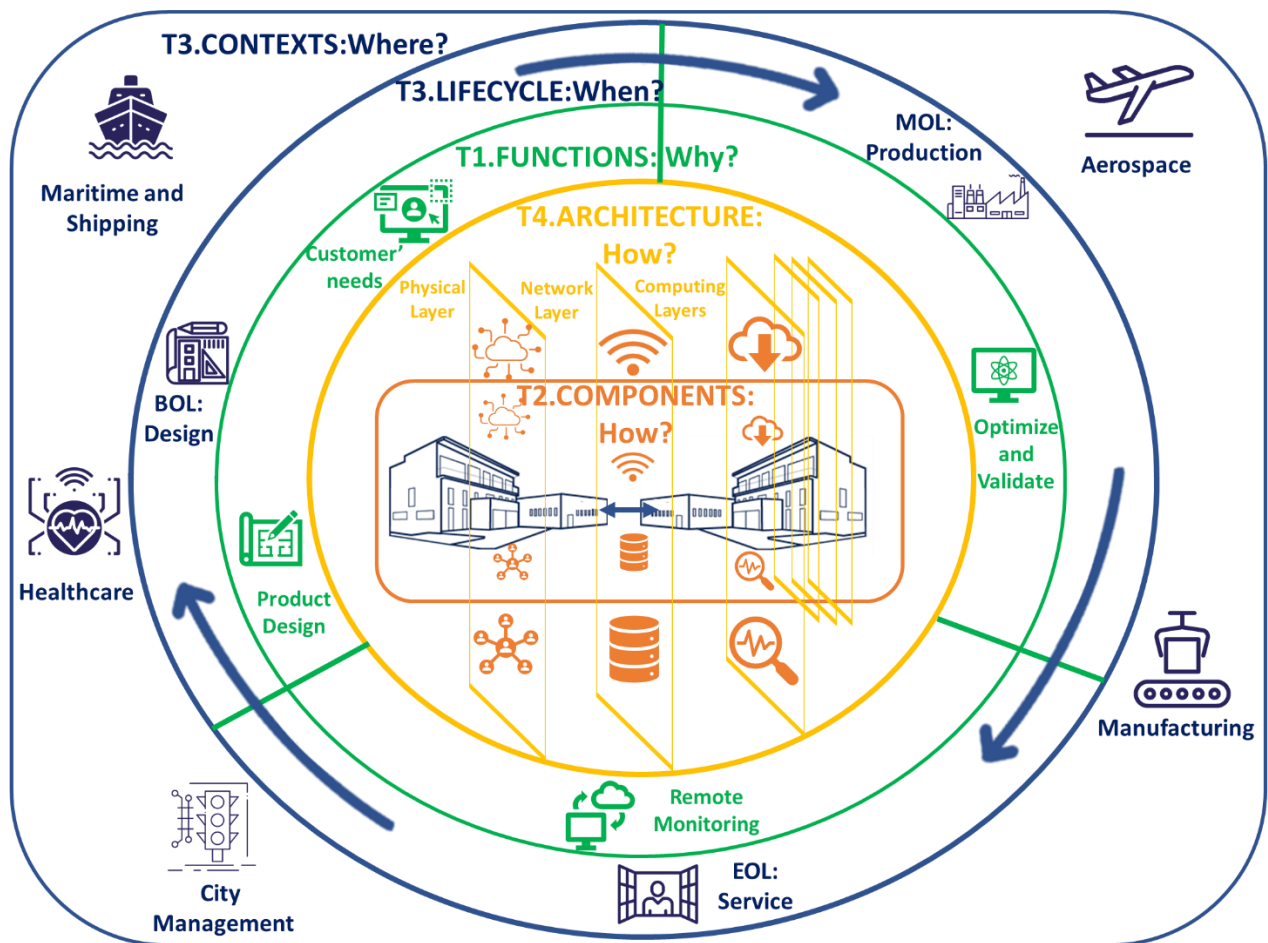 T3.CONTEXTS:Where?
T3.LIFECYCLE:When?
MOL:
Production
Aerospace
Maritime and
Shipping
T1.FUNCTIONS: Why?
T4.ARCHITECTURE:
How?
Customer’
needs
Physical
Layer
Network
Layer
Computing
Layers
T2.COMPONENTS:
How?
BOL:
Design
Optimize
and
Validate
Healthcare
Product
Design
Manufacturing
Remote
Monitoring
EOL:
Service
City
Management